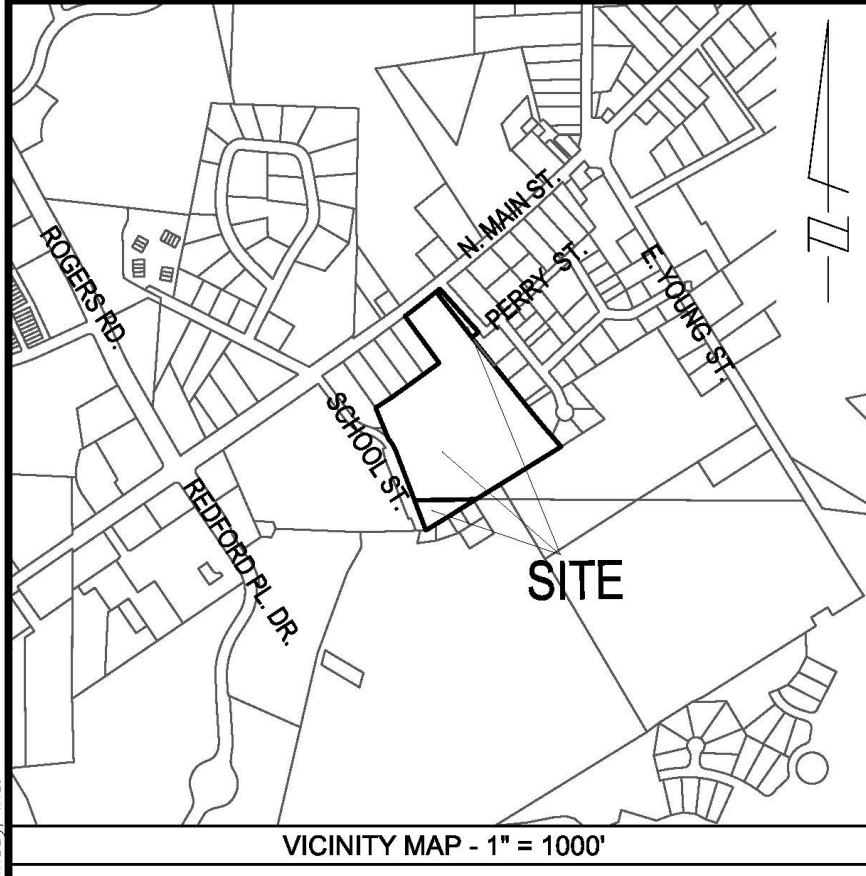 N. MAIN ST.
PERRY ST.
E. YOUNG ST.
ROGERS RD.
SCHOOL ST.
REDFORD PL. DR.
SITE
VICINITY MAP - 1" = 1000'